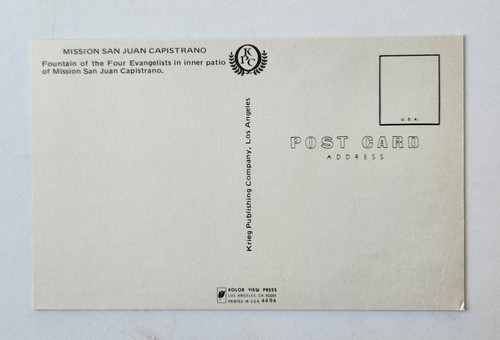 MISSION SAN JUAN CAPISTRANO
Fountain of the Four Evangelists in inner patio
of Mission San Juan Capistrano.
KPC
Krieg Publishing Company, Los Angeles
U.S.A.
POST CARD
ADDRESS
KOLOR VIEW PRESS
LOS ANGELES, CA
PRINTED IN U.S.A. 4494